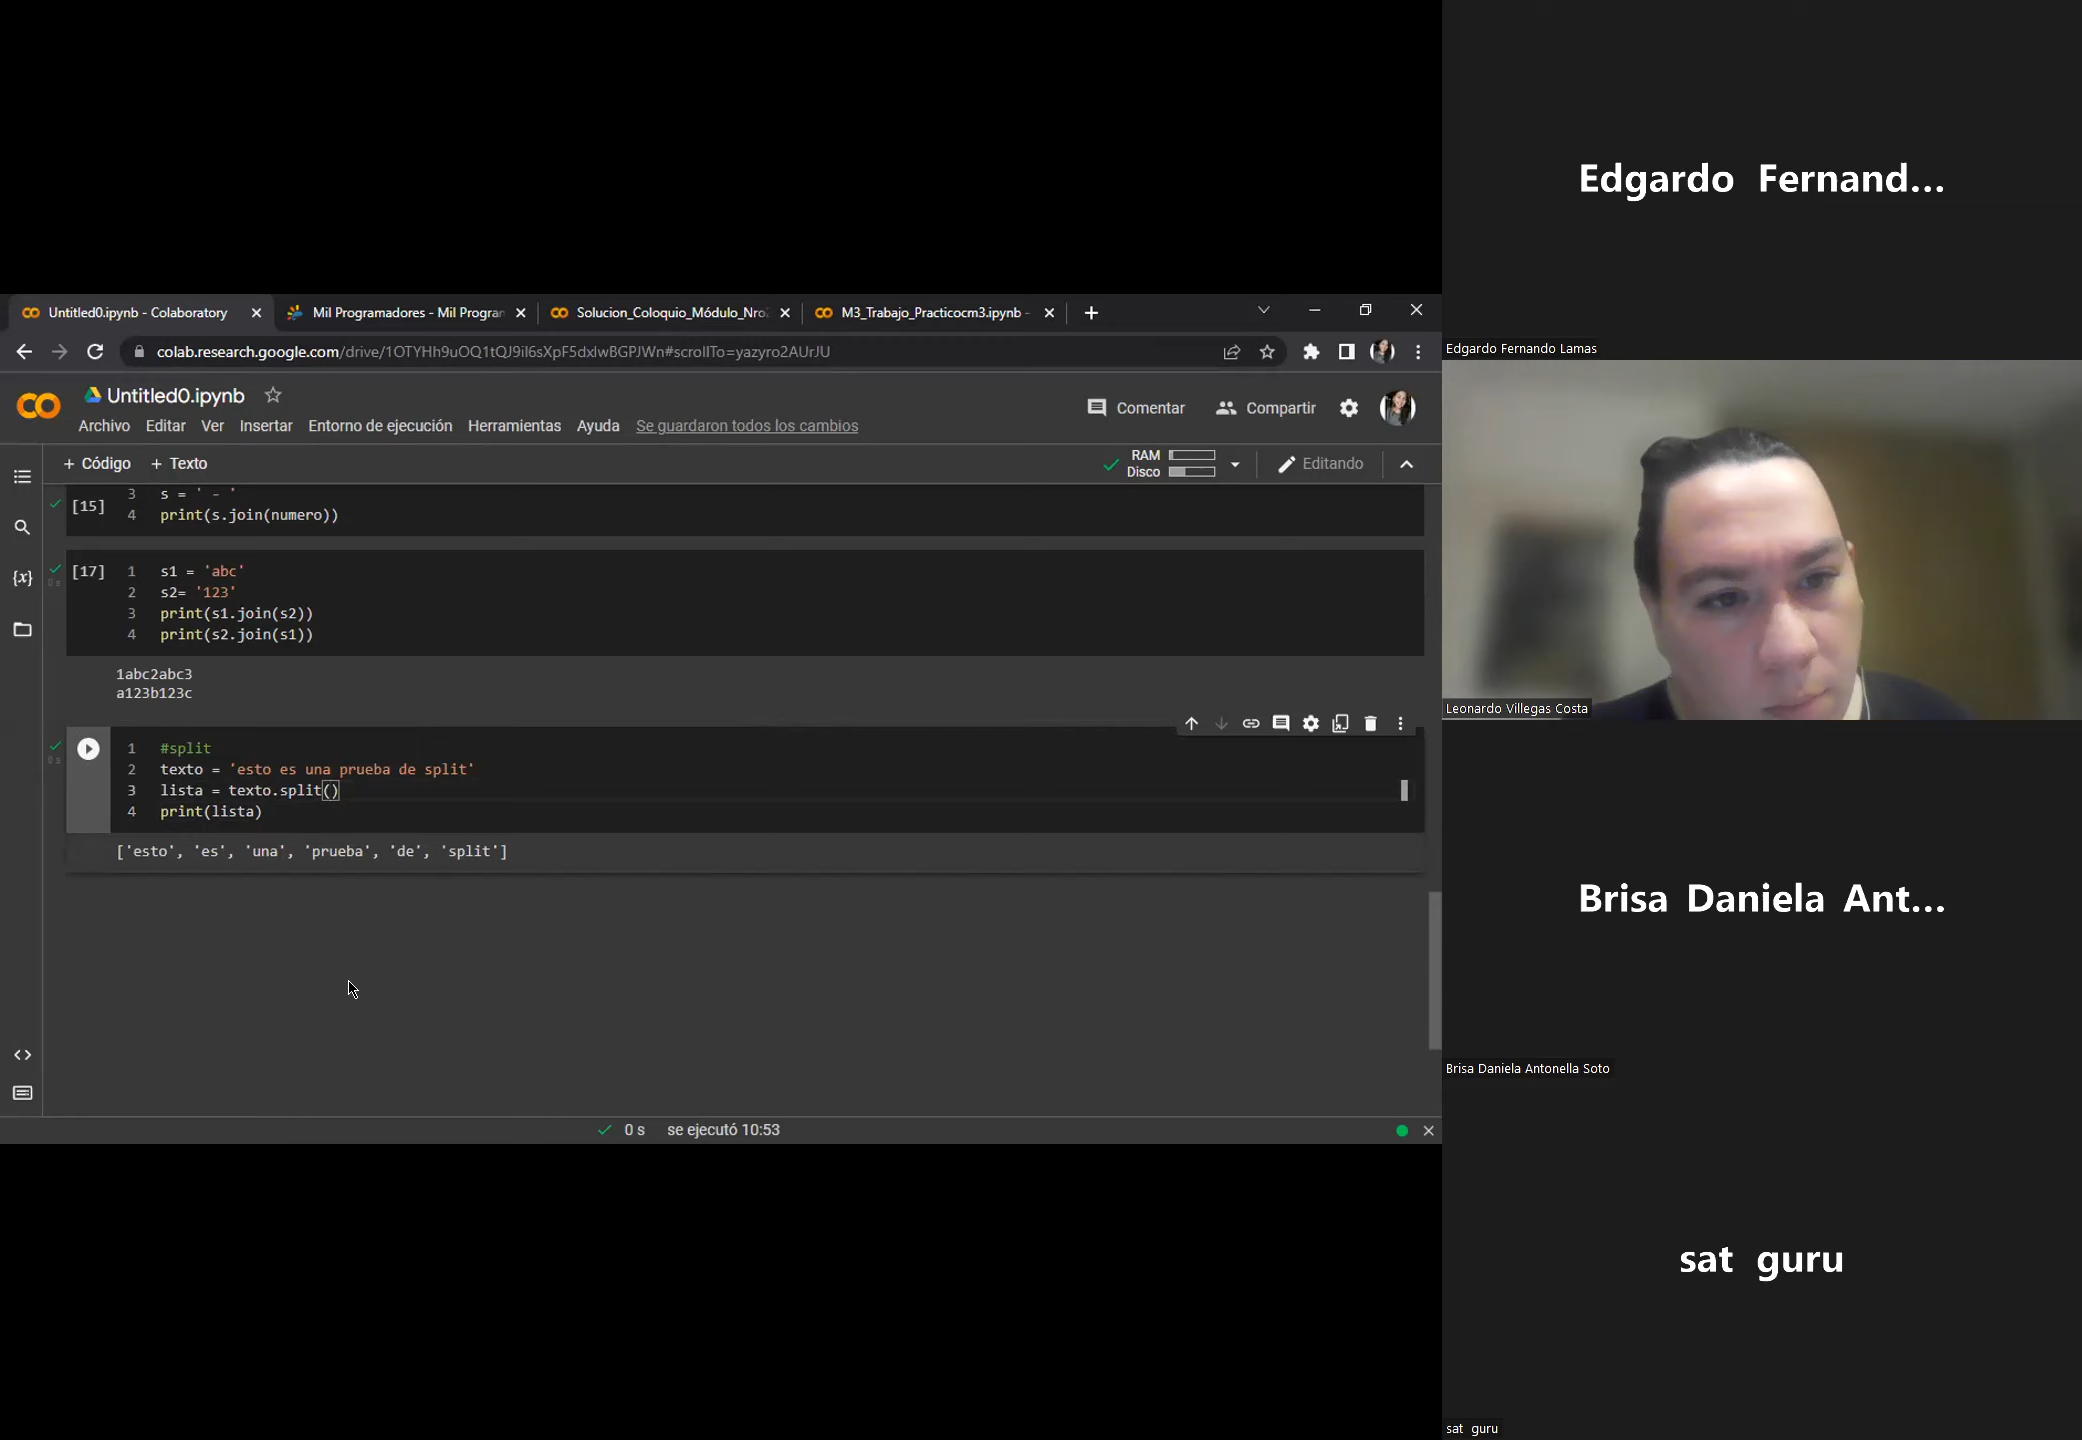 Untitled0.ipynb - Colaboratory
Mil Programadores - Mil Progran
Solucion_Coloquio_Módulo_Nro
M3_Trabajo_Practicocm3.ipynb -
colab.research.google.com/drive/1OTYHh9uOQ1tQJ9il6sXpF5dxlwBGPJWn#scrollTo=yazyro2AUrJU
Untitled0.ipynb
Comentar
Compartir
Archivo Editar Ver Insertar Entorno de ejecución Herramientas Ayuda Se guardaron todos los cambios
+ Código + Texto
RAM
Disco
Editando
[15]
3 s = ' - '
4 print(s.join(numero))
[17]
1 s1 = 'abc'
2 s2= '123'
3 print(s1.join(s2))
4 print(s2.join(s1))
0 s
1abc2abc3
a123b123c
1 #split
2 texto = 'esto es una prueba de split'
3 lista = texto.split()
4 print(lista)
0 s
['esto', 'es', 'una', 'prueba', 'de', 'split']
0 s se ejecutó 10:53
Edgardo Fernand...
Edgardo Fernando Lamas
Leonardo Villegas Costa
Brisa Daniela Ant...
Brisa Daniela Antonella Soto
sat guru
sat guru